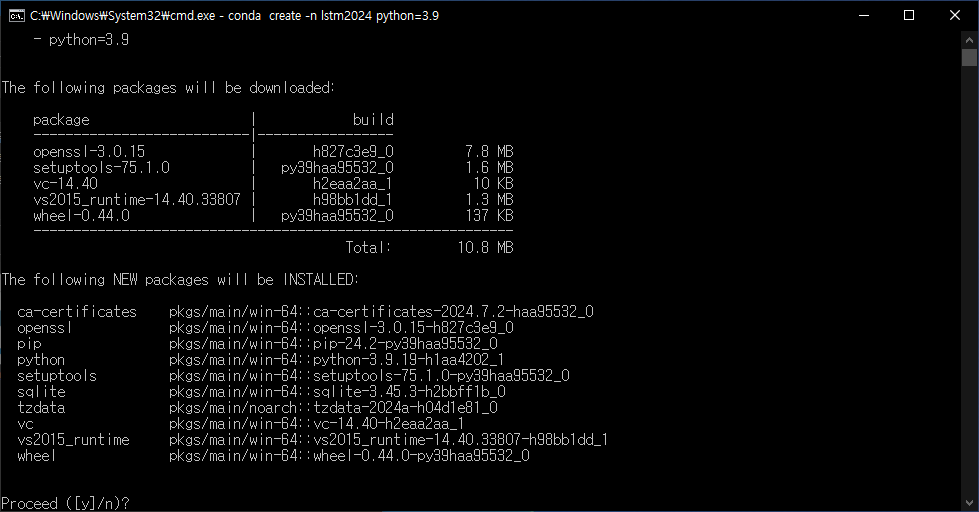 C:₩Windows₩System32₩cmd.exe - conda  create -n lstm2024 python=3.9
    - python=3.9
The following packages will be downloaded:
    package                    |            build
    ---------------------------|-----------------
    openssl-3.0.15             |       h827c3e9_0         7.8 MB
    setuptools-75.1.0          |   py39haa95532_0         1.6 MB
    vc-14.40                   |       h2eaa2aa_1          10 KB
    vs2015_runtime-14.40.33807 |       h98bb1dd_1         1.3 MB
    wheel-0.44.0               |   py39haa95532_0         137 KB
    ------------------------------------------------------------
                                           Total:        10.8 MB
The following NEW packages will be INSTALLED:
  ca-certificates    pkgs/main/win-64::ca-certificates-2024.7.2-haa95532_0
  openssl            pkgs/main/win-64::openssl-3.0.15-h827c3e9_0
  pip                pkgs/main/win-64::pip-24.2-py39haa95532_0
  python             pkgs/main/win-64::python-3.9.19-h1aa4202_1
  setuptools         pkgs/main/win-64::setuptools-75.1.0-py39haa95532_0
  sqlite             pkgs/main/win-64::sqlite-3.45.3-h2bbff1b_0
  tzdata             pkgs/main/noarch::tzdata-2024a-h04d1e81_0
  vc                 pkgs/main/win-64::vc-14.40-h2eaa2aa_1
  vs2015_runtime     pkgs/main/win-64::vs2015_runtime-14.40.33807-h98bb1dd_1
  wheel              pkgs/main/win-64::wheel-0.44.0-py39haa95532_0
Proceed ([y]/n)?